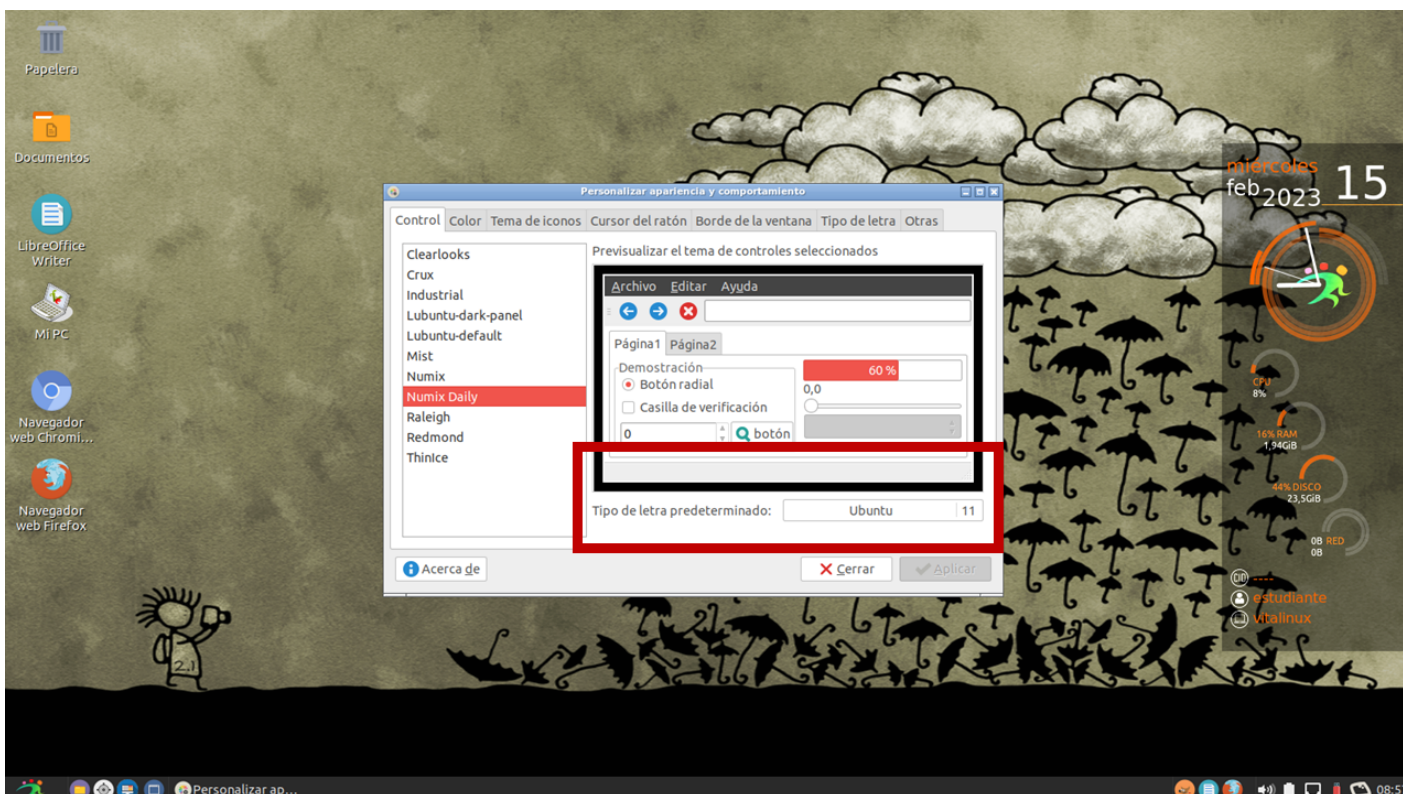 Papelera
Documentos
LibreOffice
Writer
Mi PC
Navegador
web Chromi...
Navegador
web Firefox
Personalizar apariencia y comportamiento
Control Color Tema de iconos Cursor del ratón Borde de la ventana Tipo de letra Otras
Clearlooks
Crux
Industrial
Lubuntu-dark-panel
Lubuntu-default
Mist
Numix
Numix Daily
Raleigh
Redmond
ThinIce
Previsualizar el tema de controles seleccionados
Archivo Editar Ayuda
Página1 Página2
Demostración
Botón radial
Casilla de verificación
0
botón
60 %
0,0
Tipo de letra predeterminado: Ubuntu 11
Acerca de
Cerrar
Aplicar
miércoles
feb 2023 15
CPU
8%
16% RAM
1,94GiB
44% DISCO
23,5GiB
0B RED
0B
CID ----
estudiante
vitalinux
2.1
Personalizar ap...
08:5